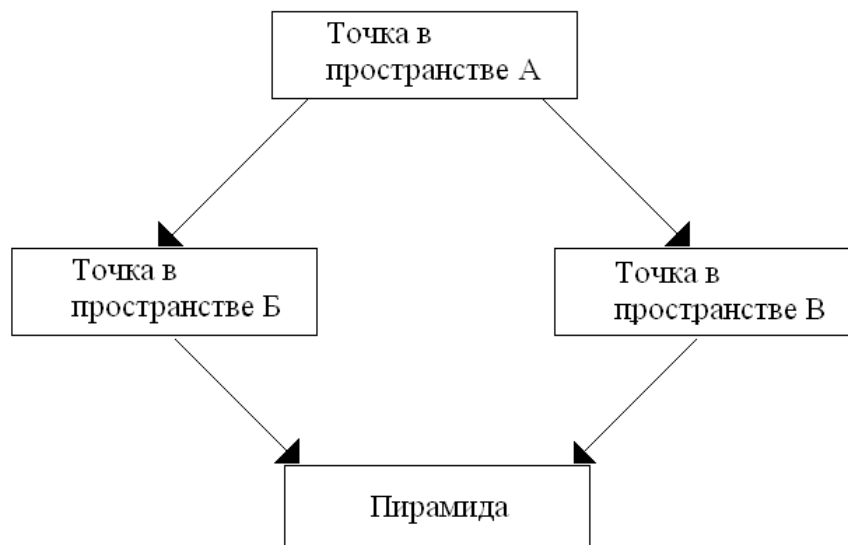 Точка в
пространстве А
Точка в
пространстве Б
Точка в
пространстве В
Пирамида